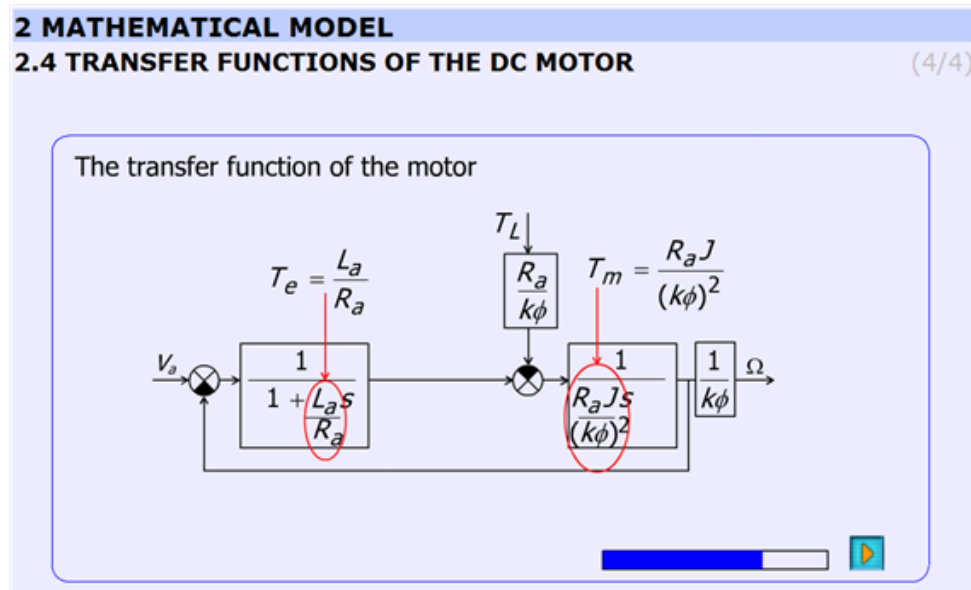 2 MATHEMATICAL MODEL
2.4 TRANSFER FUNCTIONS OF THE DC MOTOR (4/4)
The transfer function of the motor
T_L
T_e = L_a / R_a
R_a / kϕ
T_m = R_a J / (kϕ)²
V_a
1 / (1 + L_a s / R_a)
1 / (R_a J s / (kϕ)²)
1 / kϕ
Ω